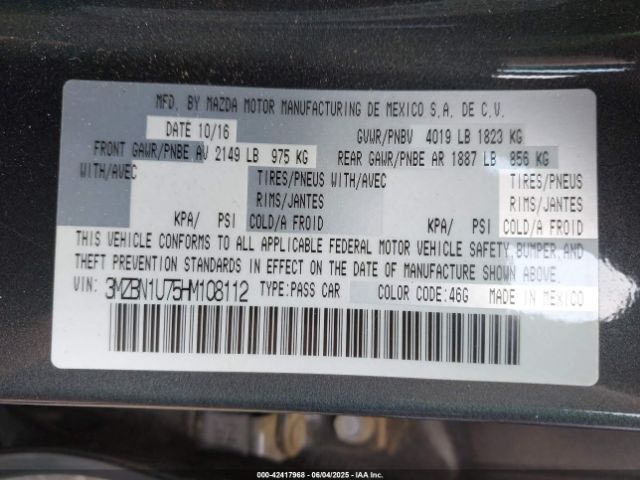 MFD. BY MAZDA MOTOR MANUFACTURING DE MEXICO S.A. DE C.V.
DATE 10/16 GVWR/PNBV 4019 LB 1823 KG
FRONT GAWR/PNBE AV 2149 LB 975 KG REAR GAWR/PNBE AR 1887 LB 856 KG
WITH/AVEC TIRES/PNEUS WITH/AVEC TIRES/PNEUS
RIMS/JANTES RIMS/JANTES
KPA/ PSI COLD/A FROID KPA/ PSI COLD/A FROID
THIS VEHICLE CONFORMS TO ALL APPLICABLE FEDERAL MOTOR VEHICLE SAFETY, BUMPER, AND
THEFT PREVENTION STANDARDS IN EFFECT ON THE DATE OF MANUFACTURE SHOWN ABOVE.
VIN: 3MZBN1U75HM108112 TYPE:PASS CAR COLOR CODE:46G MADE IN MEXICO
000-42417968 - 06/04/2025 - IAA Inc.